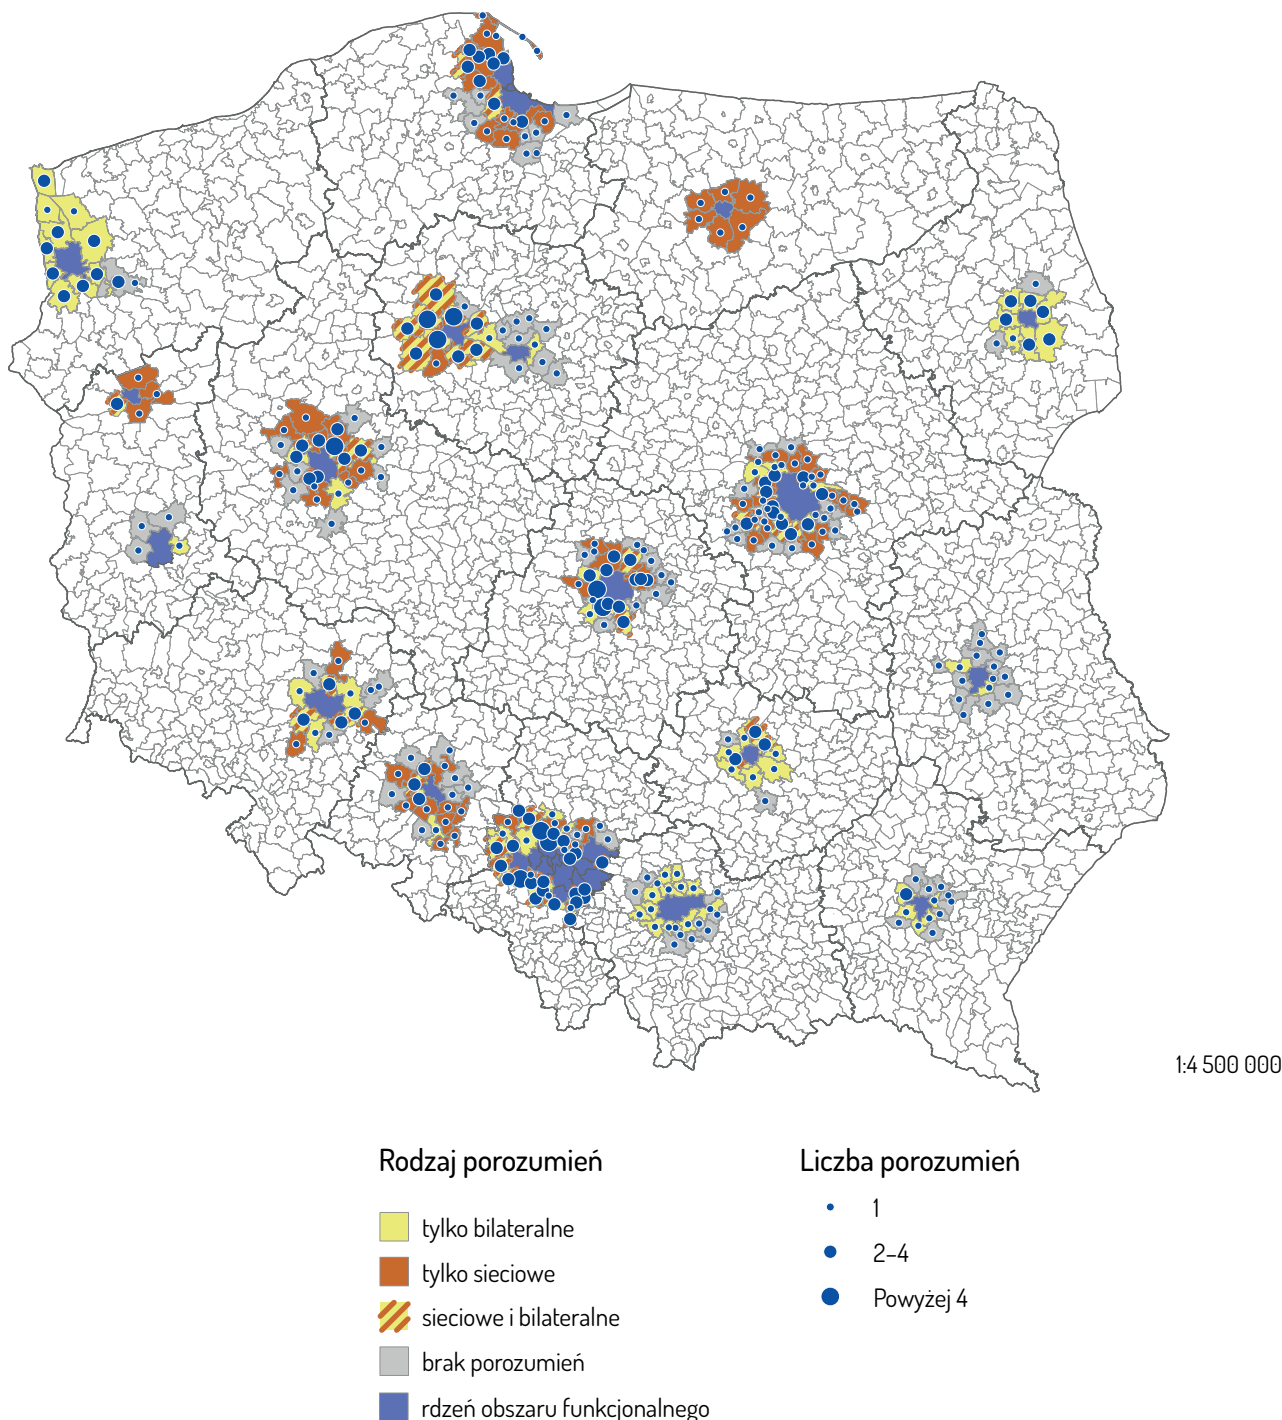 1:4 500 000
Rodzaj porozumień
tylko bilateralne
tylko sieciowe
sieciowe i bilateralne
brak porozumień
rdzeń obszaru funkcjonalnego
Liczba porozumień
1
2–4
Powyżej 4